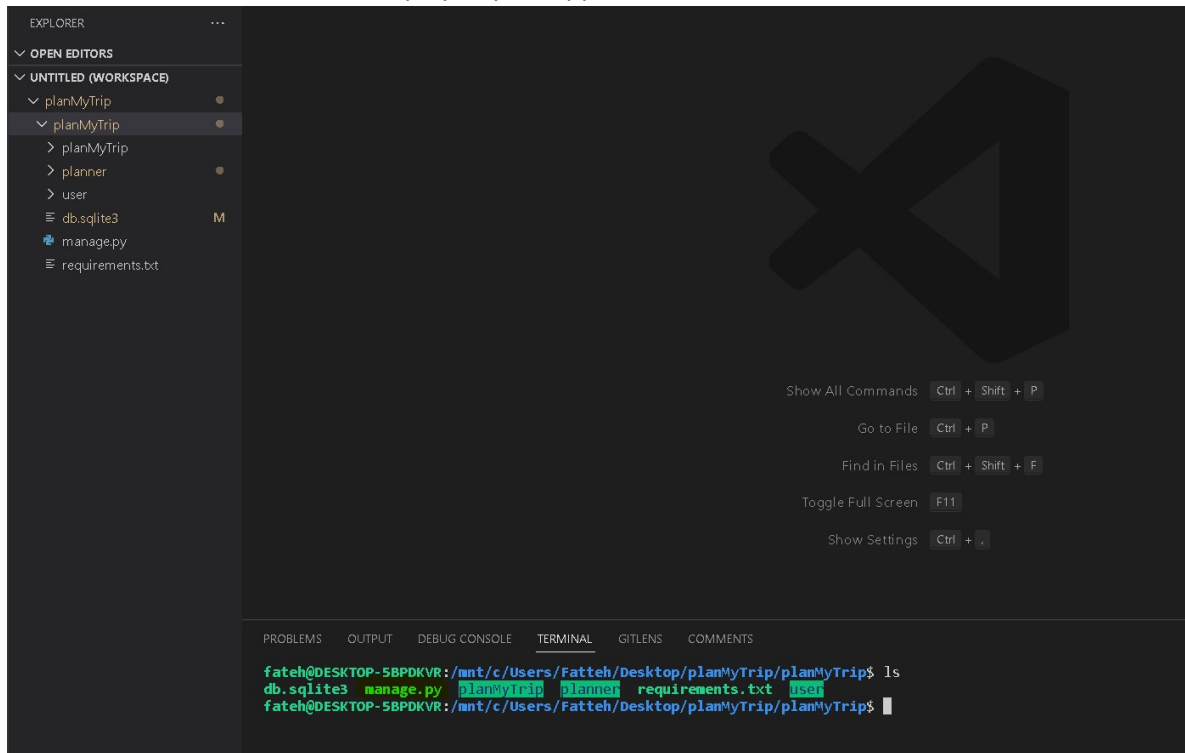 EXPLORER ...
OPEN EDITORS
UNTITLED (WORKSPACE)
planMyTrip
planMyTrip
planMyTrip
planner
user
db.sqlite3 M
manage.py
requirements.txt
Show All Commands Ctrl + Shift + P
Go to File Ctrl + P
Find in Files Ctrl + Shift + F
Toggle Full Screen F11
Show Settings Ctrl + ,
PROBLEMS OUTPUT DEBUG CONSOLE TERMINAL GITLENS COMMENTS
fateh@DESKTOP-5BPDKVR:/mnt/c/Users/Fatteh/Desktop/planMyTrip/planMyTrip$ ls
db.sqlite3 manage.py planMyTrip planner requirements.txt user
fateh@DESKTOP-5BPDKVR:/mnt/c/Users/Fatteh/Desktop/planMyTrip/planMyTrip$